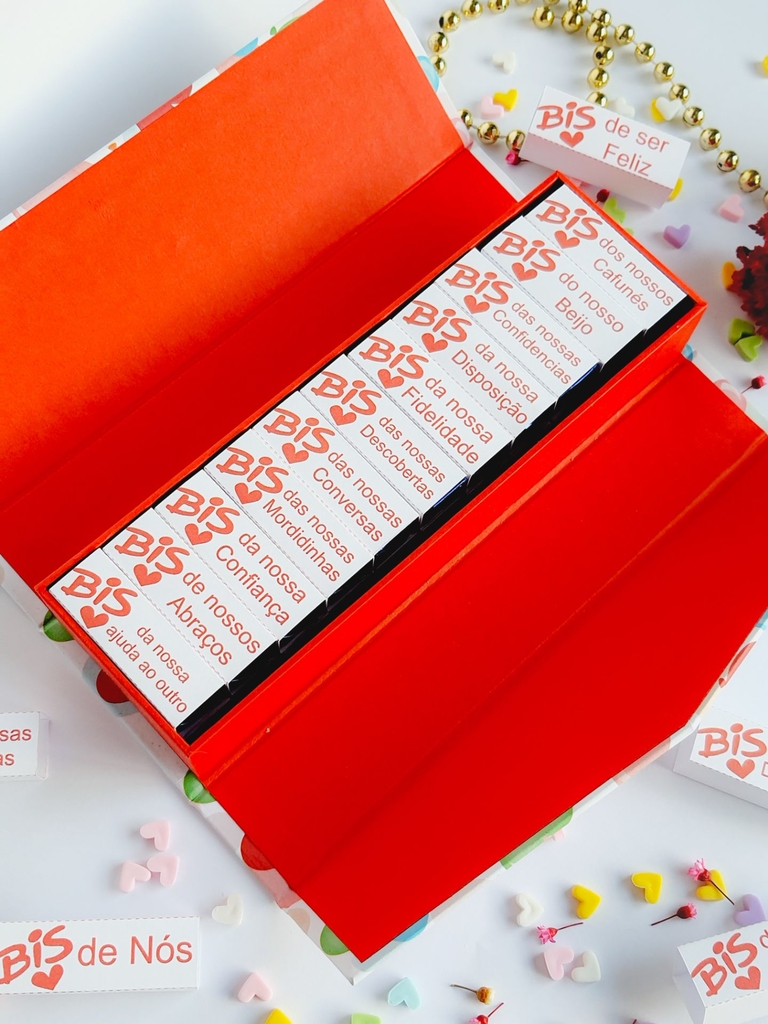 BiS de ser
Feliz
BiS dos nossos
Cafunés
BiS do nosso
Beijo
BiS das nossas
Confidencias
BiS da nossa
Disposição
BiS da nossa
Fidelidade
BiS das nossas
Descobertas
BiS das nossas
Conversas
BiS das nossas
Mordidinhas
BiS da nossa
Confiança
BiS de nossos
Abraços
BiS da nossa
ajuda ao outro
BiS
BiS de Nós
BiS